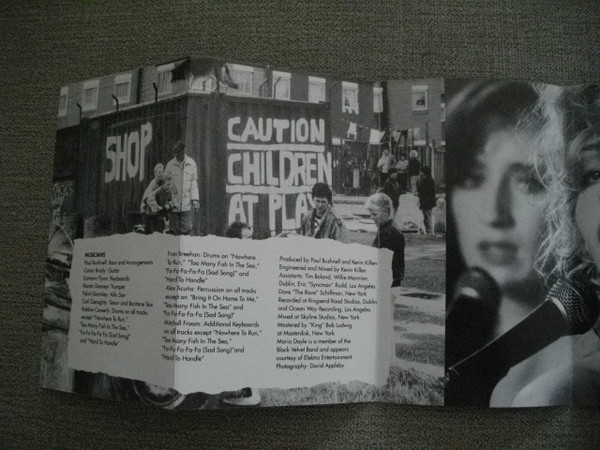 SHOP
CAUTION
CHILDREN
AT PLAY
MUSICIANS
Paul Bushnell: Bass and Arrangements
Conor Brady: Guitar
Eamonn Flynn: Keyboards
Ronan Dooney: Trumpet
Felim Gormley: Alto Sax
Carl Geraghty: Tenor and Baritone Sax
Robbie Casserly: Drums on all tracks
except "Nowhere To Run,"
"Too Many Fish In The Sea,"
"Fa-Fa-Fa-Fa-Fa (Sad Song)"
and "Hard To Handle"
Fran Breehan: Drums on "Nowhere
To Run," "Too Many Fish In The Sea,"
"Fa-Fa-Fa-Fa-Fa (Sad Song)" and
"Hard To Handle"
Alex Acuña: Percussion on all tracks
except on "Bring It On Home To Me,"
"Too Many Fish In The Sea" and
"Fa-Fa-Fa-Fa-Fa (Sad Song)"
Mitchell Froom: Additional Keyboards
on all tracks except "Nowhere To Run,"
"Too Many Fish In The Sea,"
"Fa-Fa-Fa-Fa-Fa (Sad Song)" and
"Hard To Handle"
Produced by Paul Bushnell and Kevin Killen
Engineered and Mixed by Kevin Killen
Assistants: Tim Boland, Willie Mannion,
Dublin, Eric "Syncman" Rudd, Los Angeles
Dave "The Rave" Schiffman, New York
Recorded at Ringsend Road Studios, Dublin
and Ocean Way Recording, Los Angeles
Mixed at Skyline Studios, New York
Mastered by "King" Bob Ludwig
at Masterdisk, New York
Maria Doyle is a member of the
Black Velvet Band and appears
courtesy of Elektra Entertainment
Photography: David Appleby